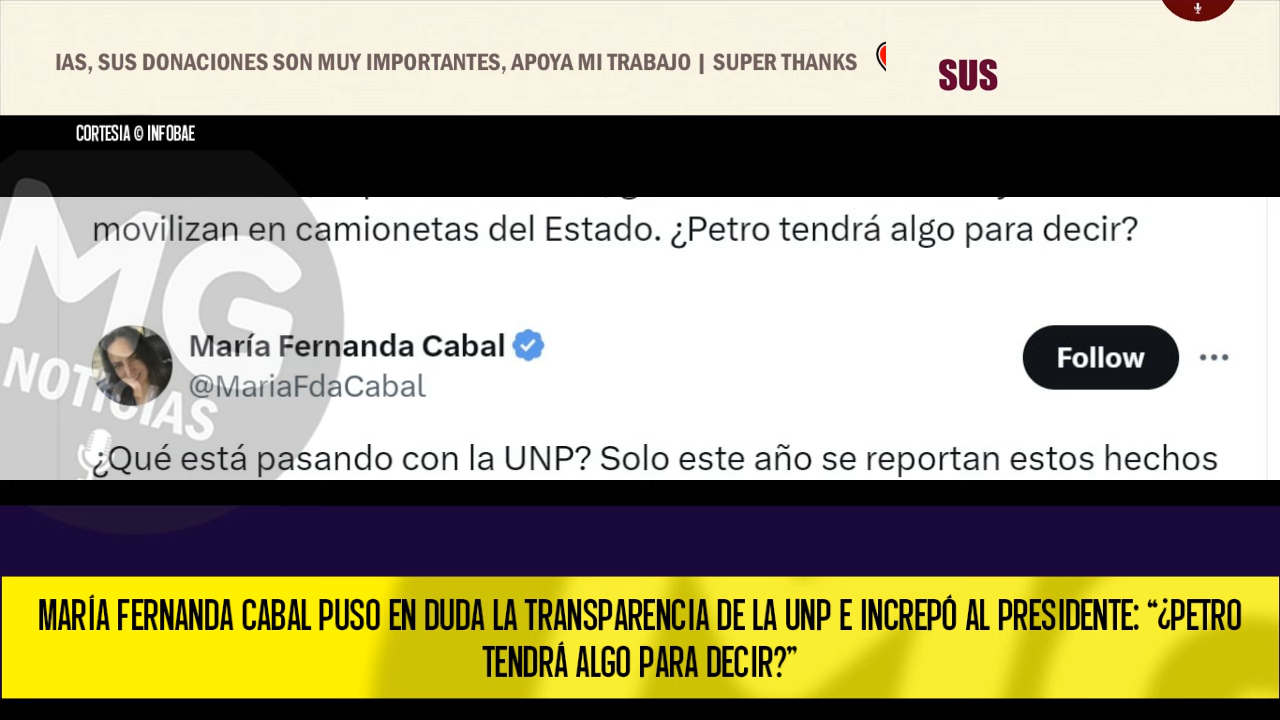 IAS, SUS DONACIONES SON MUY IMPORTANTES, APOYA MI TRABAJO | SUPER THANKS
SUS
CORTESIA © INFOBAE
movilizan en camionetas del Estado. ¿Petro tendrá algo para decir?
María Fernanda Cabal
@MariaFdaCabal
Follow
MG
NOTICIAS
¿Qué está pasando con la UNP? Solo este año se reportan estos hechos
MARÍA FERNANDA CABAL PUSO EN DUDA LA TRANSPARENCIA DE LA UNP E INCREPÓ AL PRESIDENTE: “¿PETRO
TENDRÁ ALGO PARA DECIR?”